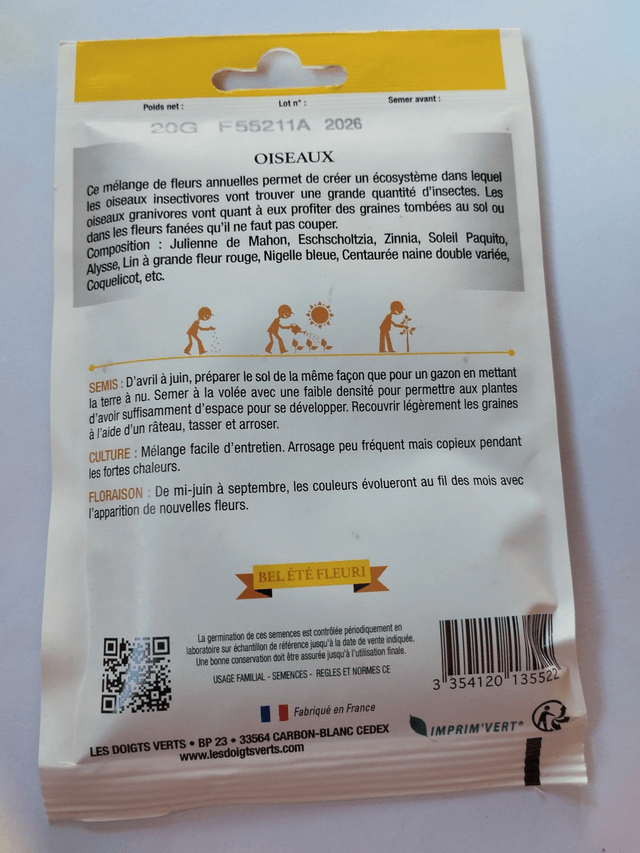 Poids net : Lot n° : Semer avant :
20G F55211A 2026
OISEAUX
Ce mélange de fleurs annuelles permet de créer un écosystème dans lequel
les oiseaux insectivores vont trouver une grande quantité d'insectes. Les
oiseaux granivores vont quant à eux profiter des graines tombées au sol ou
dans les fleurs fanées qu'il ne faut pas couper.
Composition : Julienne de Mahon, Eschscholtzia, Zinnia, Soleil Paquito,
Alysse, Lin à grande fleur rouge, Nigelle bleue, Centaurée naine double variée,
Coquelicot, etc.
SEMIS : D'avril à juin, préparer le sol de la même façon que pour un gazon en mettant
la terre à nu. Semer à la volée avec une faible densité pour permettre aux plantes
d'avoir suffisamment d'espace pour se développer. Recouvrir légèrement les graines
à l'aide d'un râteau, tasser et arroser.
CULTURE : Mélange facile d'entretien. Arrosage peu fréquent mais copieux pendant
les fortes chaleurs.
FLORAISON : De mi-juin à septembre, les couleurs évolueront au fil des mois avec
l'apparition de nouvelles fleurs.
BEL ÉTÉ FLEURI
La germination de ces semences est contrôlée périodiquement en
laboratoire sur échantillon de référence jusqu'à la date de vente indiquée.
Une bonne conservation doit être assurée jusqu'à l'utilisation finale.
USAGE FAMILIAL - SEMENCES - REGLES ET NORMES CE
3 354120 135522
Fabriqué en France
IMPRIM'VERT®
LES DOIGTS VERTS • BP 23 • 33564 CARBON-BLANC CEDEX
www.lesdoigtsverts.com